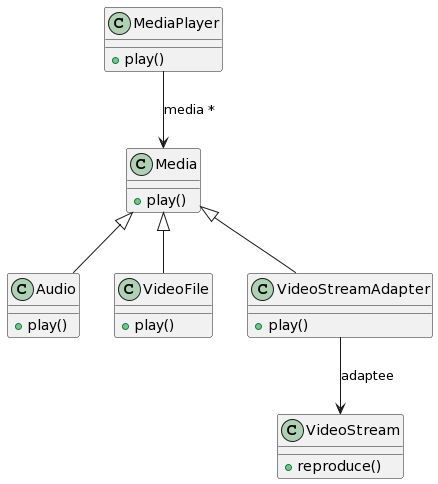 C MediaPlayer
play()
media *
C Media
play()
C Audio
play()
C VideoFile
play()
C VideoStreamAdapter
play()
adaptee
C VideoStream
reproduce()